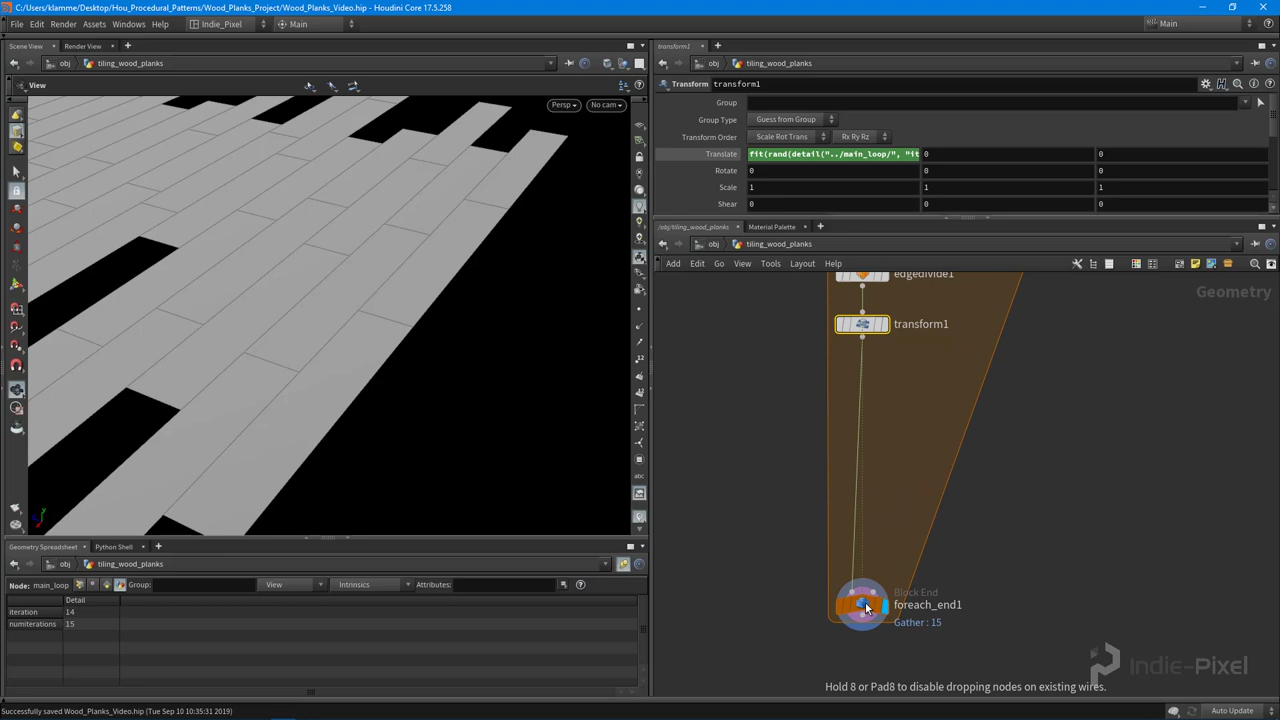 C:/Users/klamme/Desktop/Hou_Procedural_Patterns/Wood_Planks_Project/Wood_Planks_Video.hip - Houdini Core 17.5.258
File Edit Render Assets Windows Help Indie_Pixel Main Main
Scene View Render View
obj tiling_wood_planks
View
Persp No cam
abc
Geometry Spreadsheet Python Shell
obj tiling_wood_planks
Node: main_loop Group: View Intrinsics Attributes:
Detail
iteration 14
numiterations 15
transform1
obj tiling_wood_planks
Transform transform1
Group
Group Type Guess from Group
Transform Order Scale Rot Trans Rx Ry Rz
Translate fit(rand(detail("../main_loop/", "it 0 0
Rotate 0 0 0
Scale 1 1 1
Shear 0 0 0
/obj/tiling_wood_planks Material Palette
obj tiling_wood_planks
Add Edit Go View Tools Layout Help
edgedivide1
Geometry
transform1
Block End
foreach_end1
Gather : 15
Indie-Pixel
Hold 8 or Pad8 to disable dropping nodes on existing wires.
Successfully saved Wood_Planks_Video.hip (Tue Sep 10 10:35:31 2019)
Auto Update